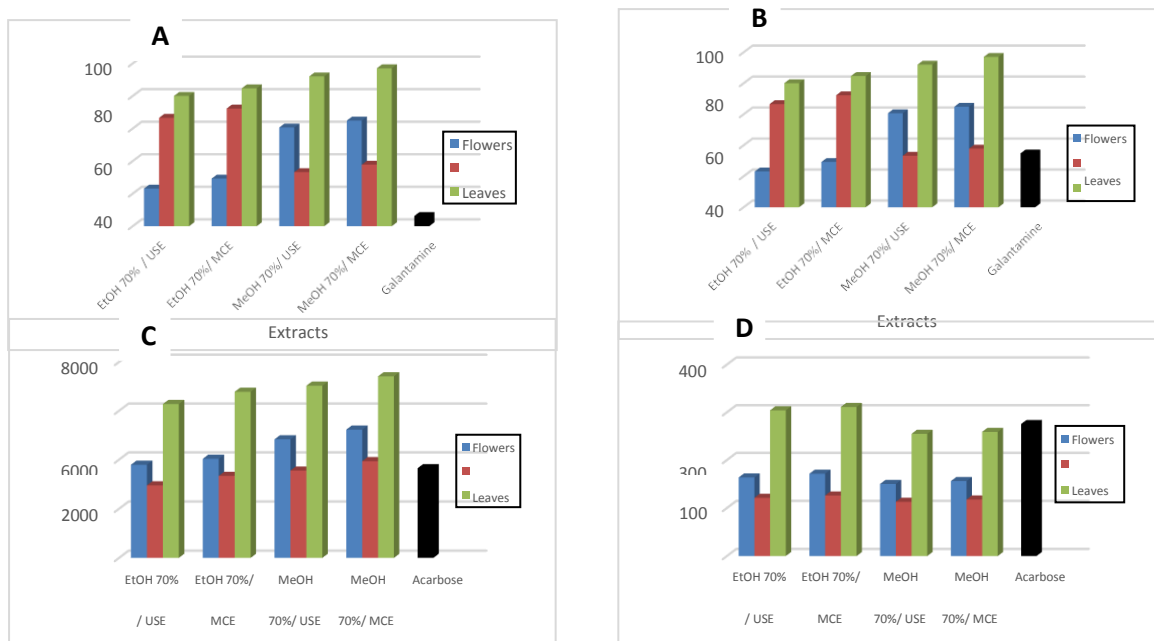 A
100
80
60
40
Flowers
Leaves
EtOH 70% / USE
EtOH 70%/ MCE
MeOH 70%/ USE
MeOH 70%/ MCE
Galantamine
Extracts
B
100
80
60
40
Flowers
Leaves
EtOH 70% / USE
EtOH 70%/ MCE
MeOH 70%/ USE
MeOH 70%/ MCE
Galantamine
Extracts
C
8000
6000
2000
Flowers
Leaves
EtOH 70% EtOH 70%/ MeOH MeOH Acarbose
/ USE MCE 70%/ USE 70%/ MCE
D
400
300
100
Flowers
Leaves
EtOH 70% EtOH 70%/ MeOH MeOH Acarbose
/ USE MCE 70%/ USE 70%/ MCE